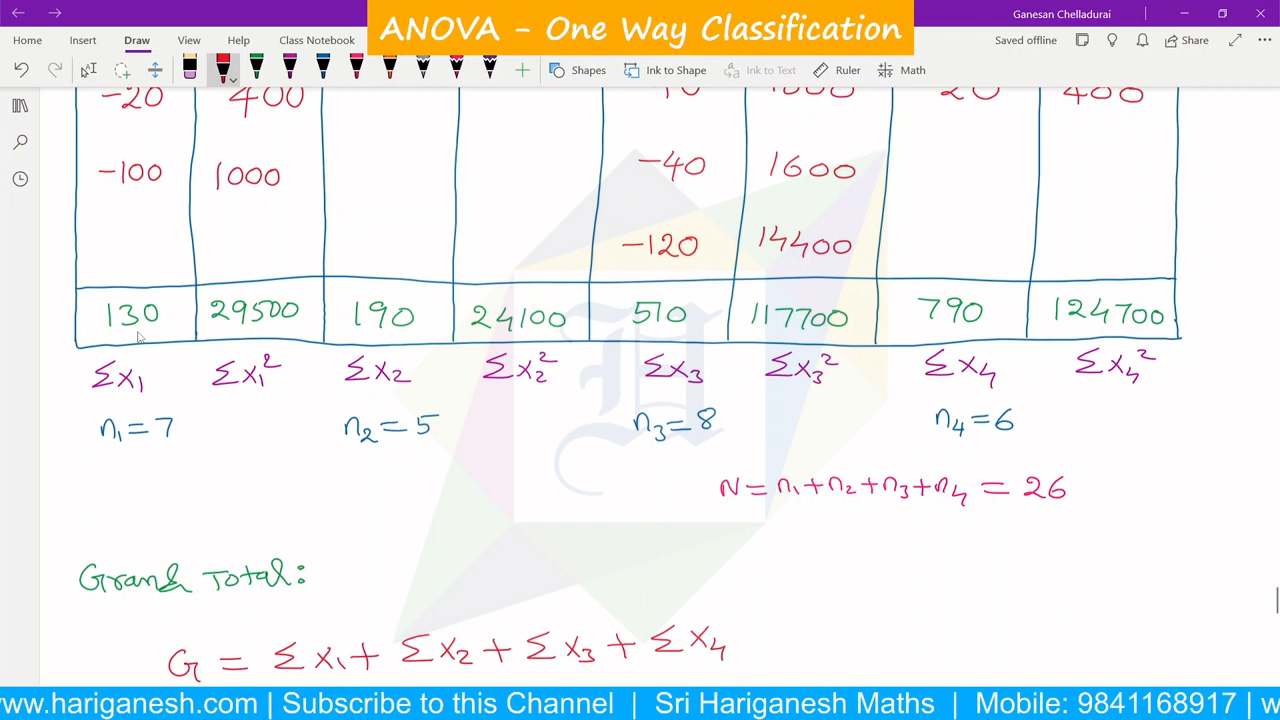 ANOVA - One Way Classification
Ganesan Chelladurai
Home Insert Draw View Help Class Notebook
Saved offline Share
Shapes Ink to Shape Ink to Text Ruler Math
-20 400 20 400
-100 1000 -40 1600
-120 14400
130 29500 190 24100 510 117700 790 124700
Σx₁ Σx₁² Σx₂ Σx₂² Σx₃ Σx₃² Σx₄ Σx₄²
n₁=7 n₂=5 n₃=8 n₄=6
N=n₁+n₂+n₃+n₄ = 26
Grand Total:
G = Σx₁+ Σx₂ + Σx₃ + Σx₄
www.hariganesh.com | Subscribe to this Channel | Sri Hariganesh Maths | Mobile: 9841168917 | w